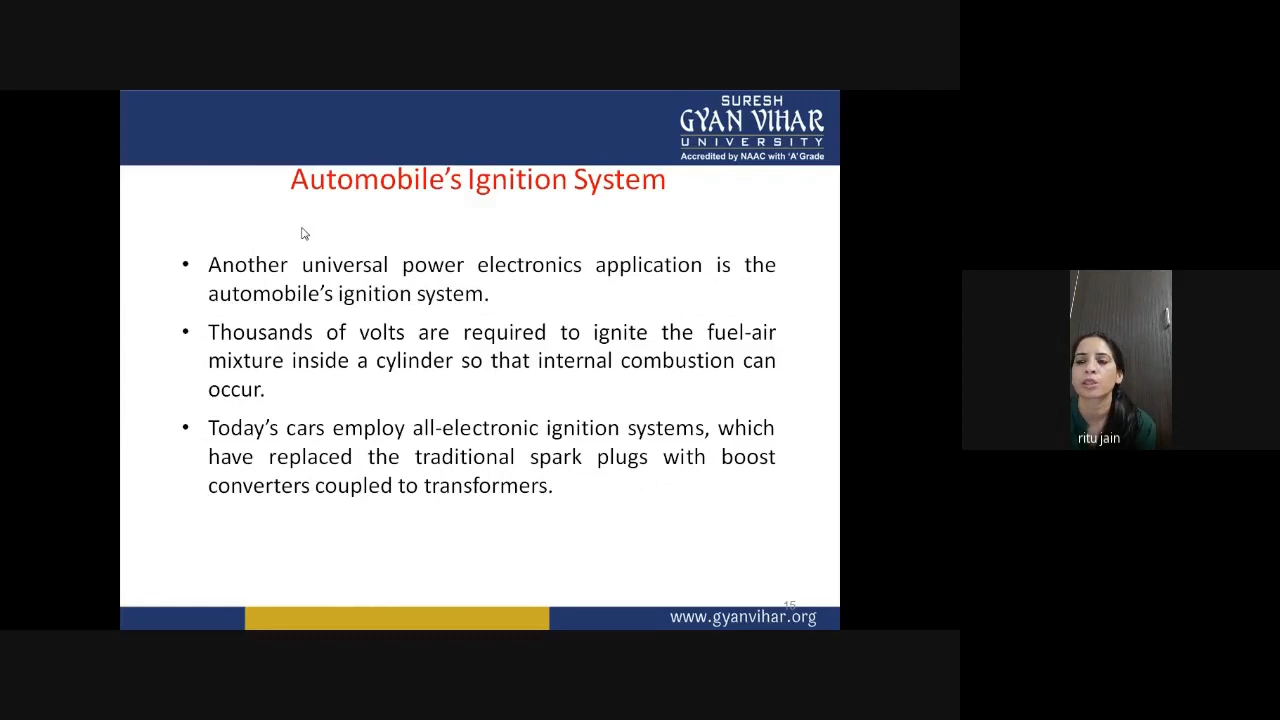 SURESH
GYAN VIHAR
UNIVERSITY
Accredited by NAAC with 'A' Grade
Automobile’s Ignition System
• Another universal power electronics application is the
automobile’s ignition system.
• Thousands of volts are required to ignite the fuel-air
mixture inside a cylinder so that internal combustion can
occur.
• Today’s cars employ all-electronic ignition systems, which
have replaced the traditional spark plugs with boost
converters coupled to transformers.
15
www.gyanvihar.org
ritu jain